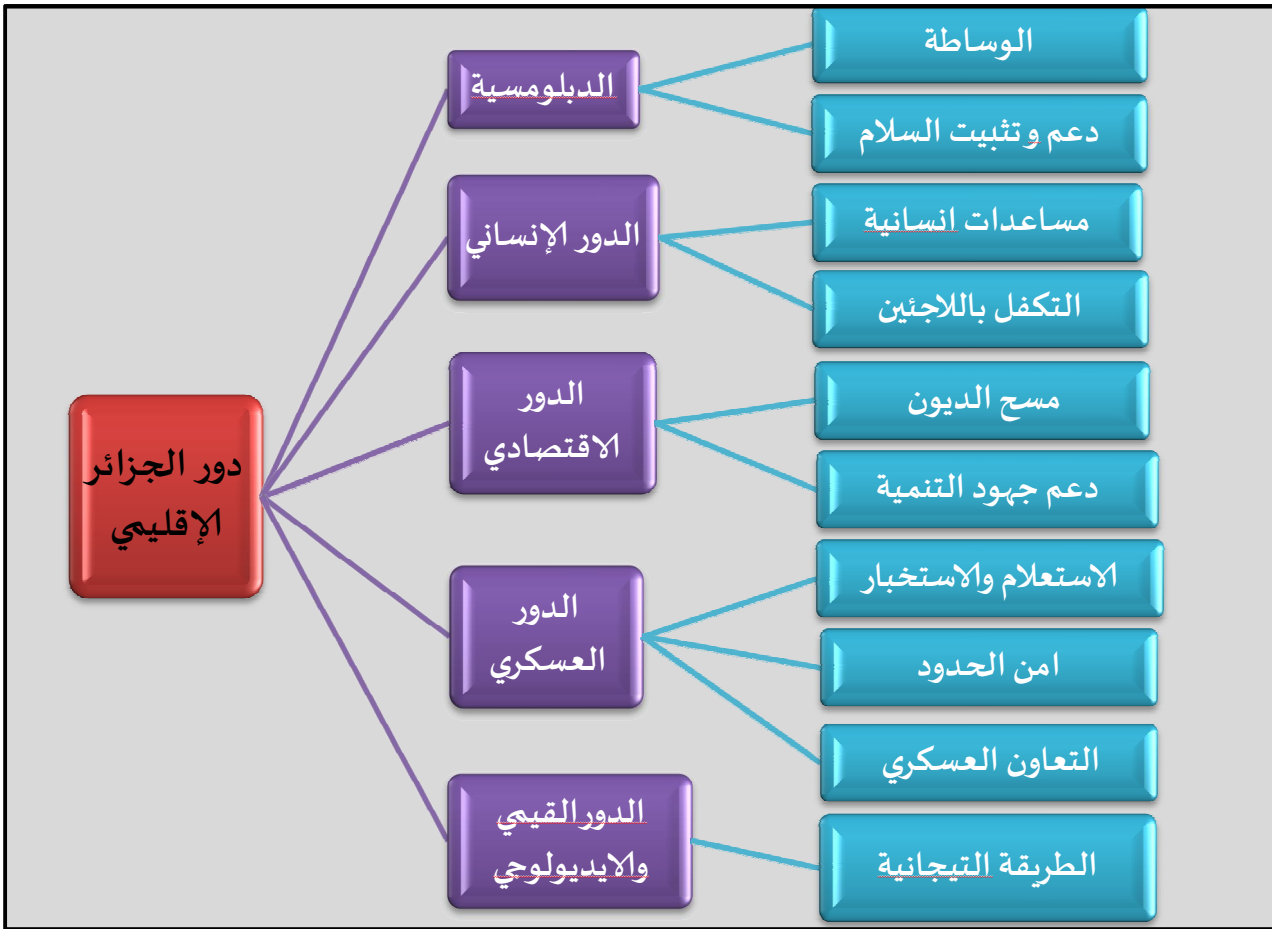 دور الجزائر
الإقليمي
الدبلومسية
الوساطة
دعم وتثبيت السلام
الدور الإنساني
مساعدات انسانية
التكفل باللاجئين
الدور
الاقتصادي
مسح الديون
دعم جهود التنمية
الدور
العسكري
الاستعلام والاستخبار
امن الحدود
التعاون العسكري
الدور القيمي
والايديولوجي
الطريقة التيجانية